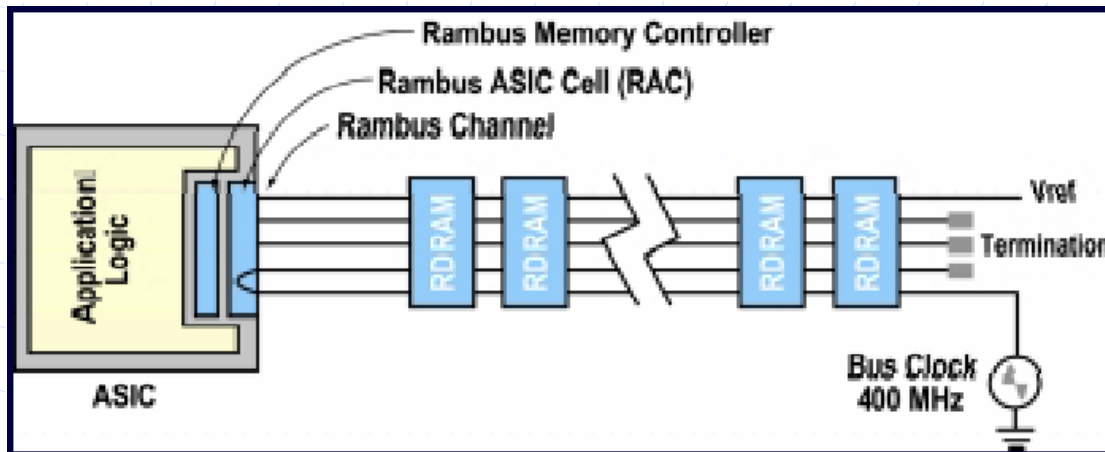 Rambus Memory Controller
Rambus ASIC Cell (RAC)
Rambus Channel
Application
Logic
RDRAM
RDRAM
RDRAM
RDRAM
Vref
Termination
Bus Clock
400 MHz
ASIC